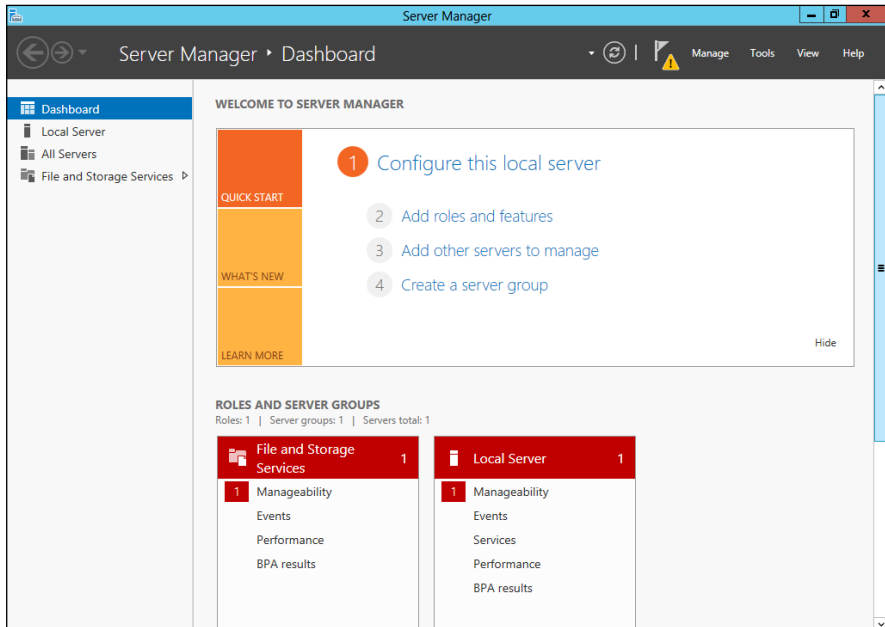 Server Manager
Server Manager ‣ Dashboard
Manage Tools View Help
Dashboard
Local Server
All Servers
File and Storage Services
WELCOME TO SERVER MANAGER
QUICK START
WHAT'S NEW
LEARN MORE
1 Configure this local server
2 Add roles and features
3 Add other servers to manage
4 Create a server group
Hide
ROLES AND SERVER GROUPS
Roles: 1 | Server groups: 1 | Servers total: 1
File and Storage
Services
1
1 Manageability
Events
Performance
BPA results
Local Server 1
1 Manageability
Events
Services
Performance
BPA results